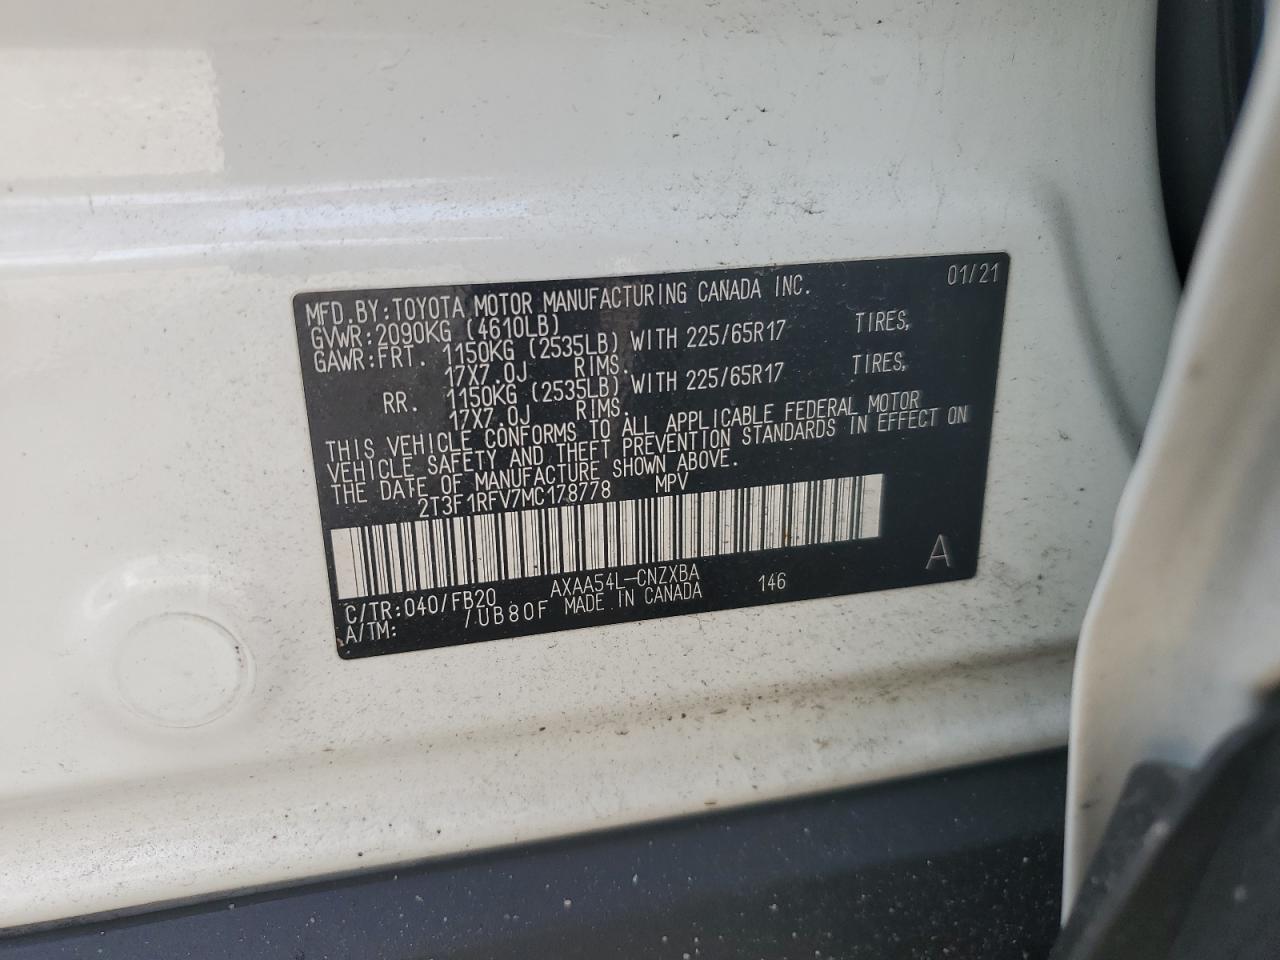 01/21
MFD.BY:TOYOTA MOTOR MANUFACTURING CANADA INC.
GVWR:2090KG (4610LB)
GAWR:FRT. 1150KG (2535LB) WITH 225/65R17 TIRES,
17X7.0J RIMS.
RR. 1150KG (2535LB) WITH 225/65R17 TIRES,
17X7.0J RIMS.
THIS VEHICLE CONFORMS TO ALL APPLICABLE FEDERAL MOTOR
VEHICLE SAFETY AND THEFT PREVENTION STANDARDS IN EFFECT ON
THE DATE OF MANUFACTURE SHOWN ABOVE.
2T3F1RFV7MC178778 MPV
A
C/TR:040/FB20 AXAA54L-CNZXBA 146
A/TM: /UB80F MADE IN CANADA